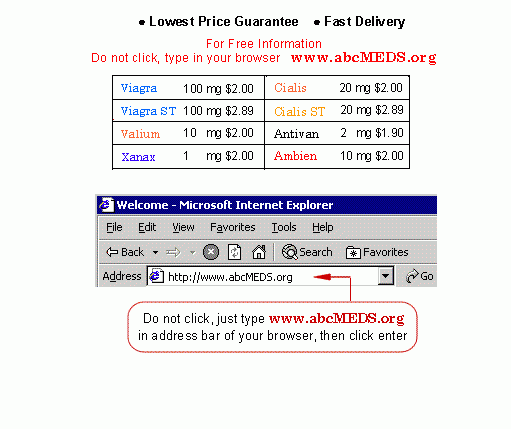 ● Lowest Price Guarantee ● Fast Delivery
For Free Information
Do not click, type in your browser www.abcMEDS.org
Viagra 100 mg $2.00 Cialis 20 mg $2.00
Viagra ST 100 mg $2.89 Cialis ST 20 mg $2.89
Valium 10 mg $2.00 Antivan 2 mg $1.90
Xanax 1 mg $2.00 Ambien 10 mg $2.00
Welcome - Microsoft Internet Explorer
File Edit View Favorites Tools Help
Back Search Favorites
Address http://www.abcMEDS.org Go
Do not click, just type www.abcMEDS.org
in address bar of your browser, then click enter